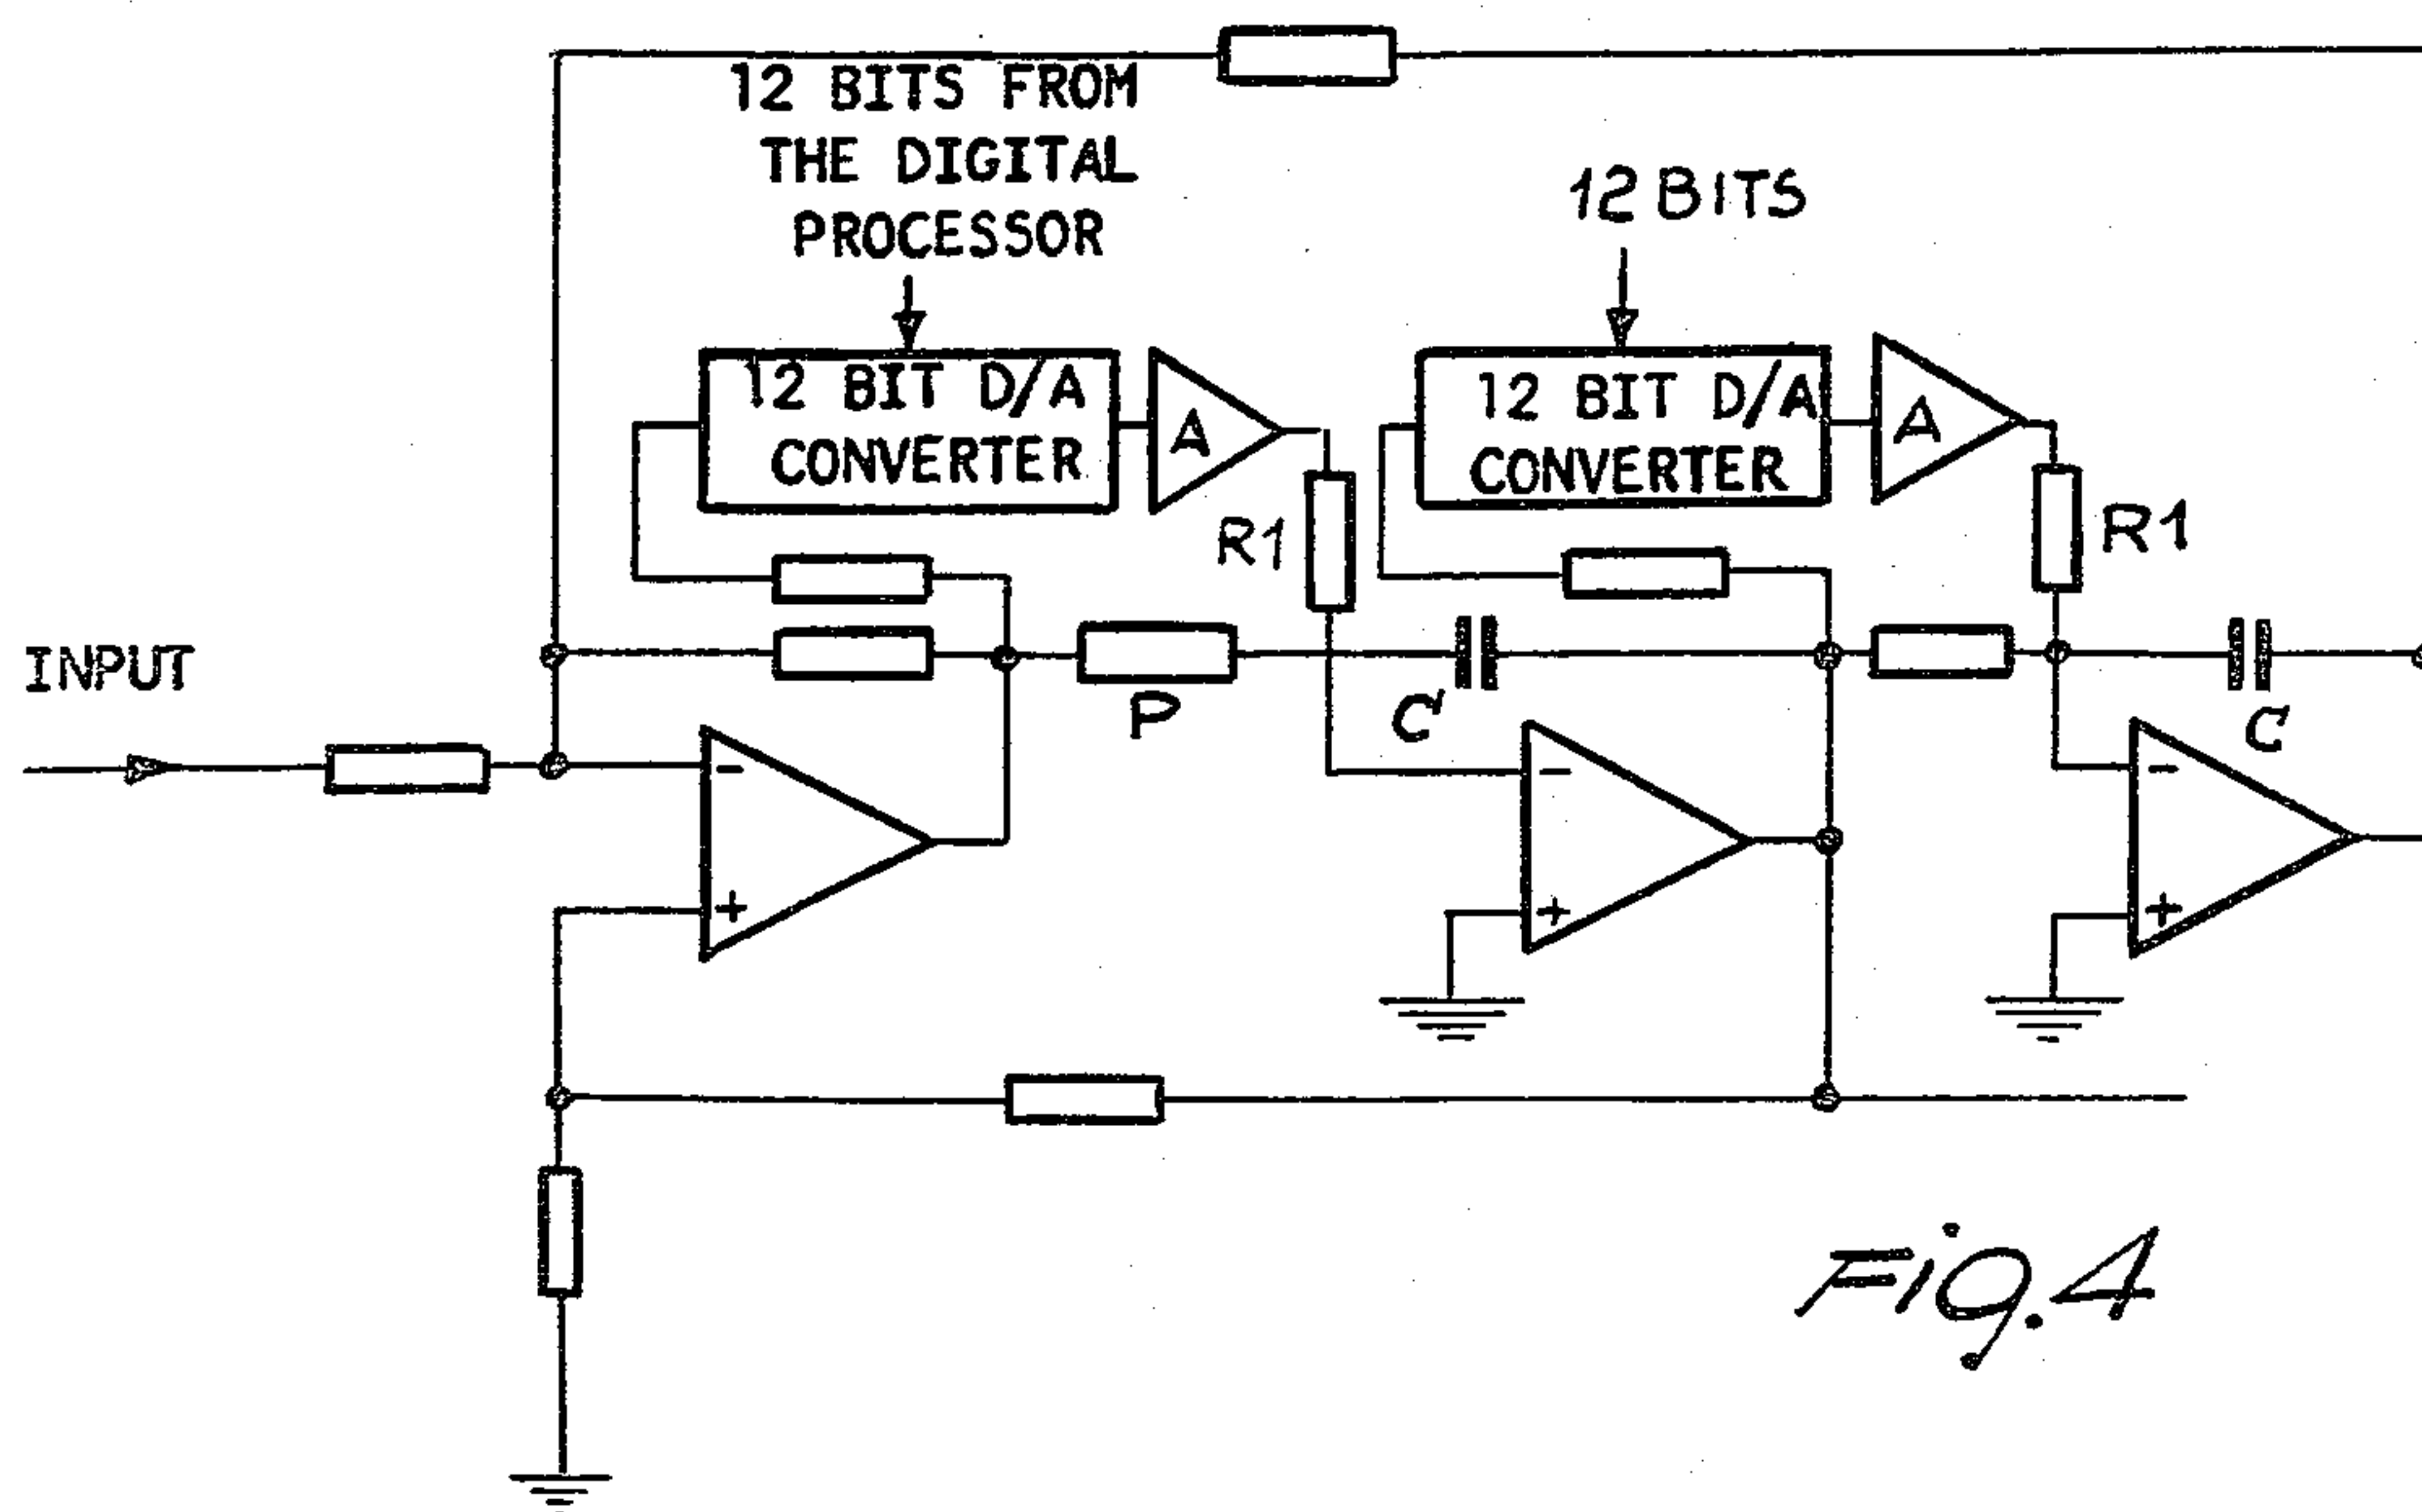 12 BITS FROM
THE DIGITAL
PROCESSOR
12 BITS
12 BIT D/A
CONVERTER
A
12 BIT D/A
CONVERTER
A
R1
R1
INPUT
P
C
C
-
-
-
+
+
+
Fig. 4